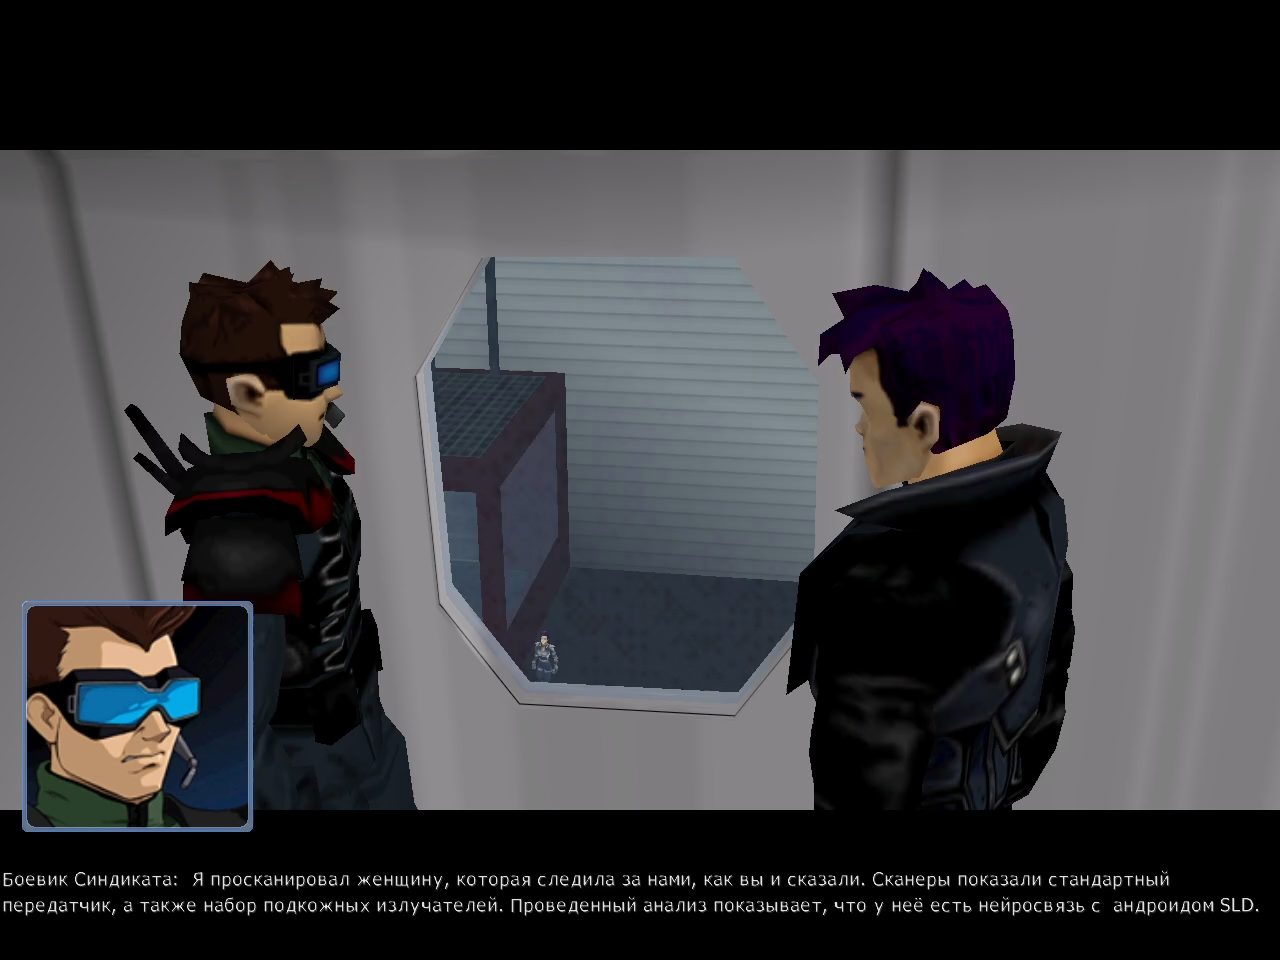 Боевик Синдиката: Я просканировал женщину, которая следила за нами, как вы и сказали. Сканеры показали стандартный
передатчик, а также набор подкожных излучателей. Проведенный анализ показывает, что у неё есть нейросвязь с андроидом SLD.